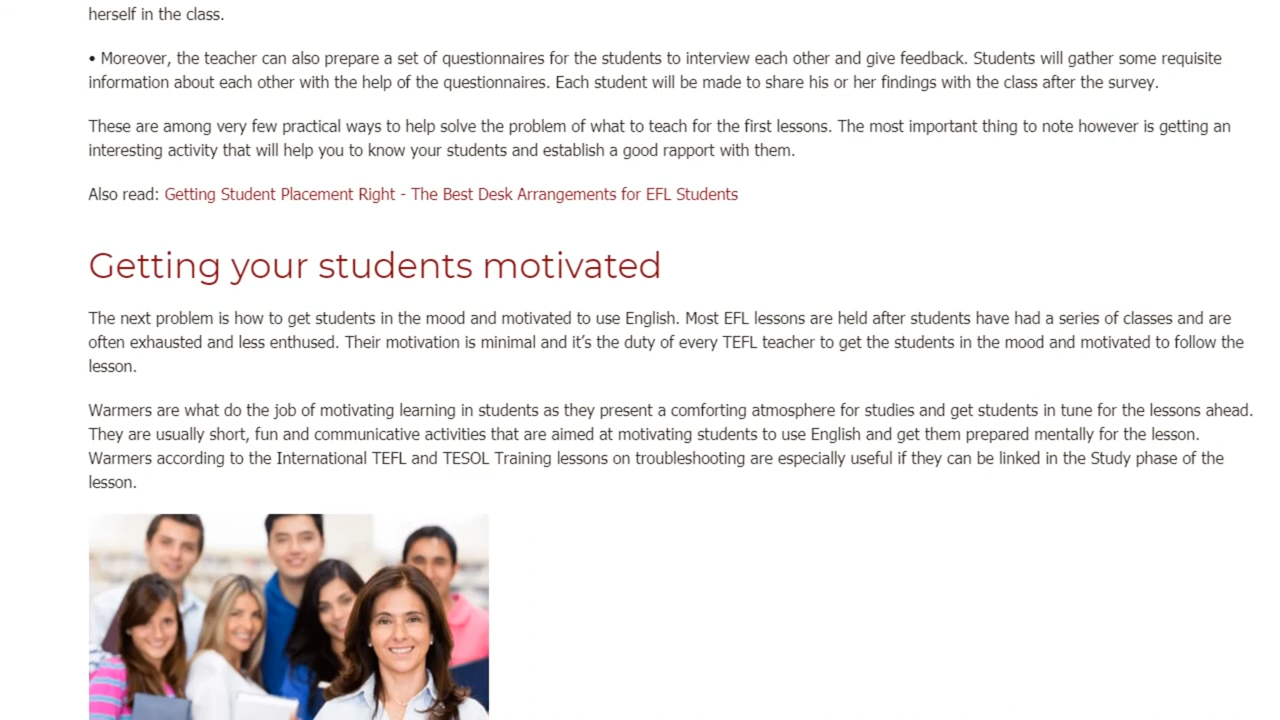 herself in the class.
• Moreover, the teacher can also prepare a set of questionnaires for the students to interview each other and give feedback. Students will gather some requisite
information about each other with the help of the questionnaires. Each student will be made to share his or her findings with the class after the survey.
These are among very few practical ways to help solve the problem of what to teach for the first lessons. The most important thing to note however is getting an
interesting activity that will help you to know your students and establish a good rapport with them.
Also read: Getting Student Placement Right - The Best Desk Arrangements for EFL Students
Getting your students motivated
The next problem is how to get students in the mood and motivated to use English. Most EFL lessons are held after students have had a series of classes and are
often exhausted and less enthused. Their motivation is minimal and it’s the duty of every TEFL teacher to get the students in the mood and motivated to follow the
lesson.
Warmers are what do the job of motivating learning in students as they present a comforting atmosphere for studies and get students in tune for the lessons ahead.
They are usually short, fun and communicative activities that are aimed at motivating students to use English and get them prepared mentally for the lesson.
Warmers according to the International TEFL and TESOL Training lessons on troubleshooting are especially useful if they can be linked in the Study phase of the
lesson.